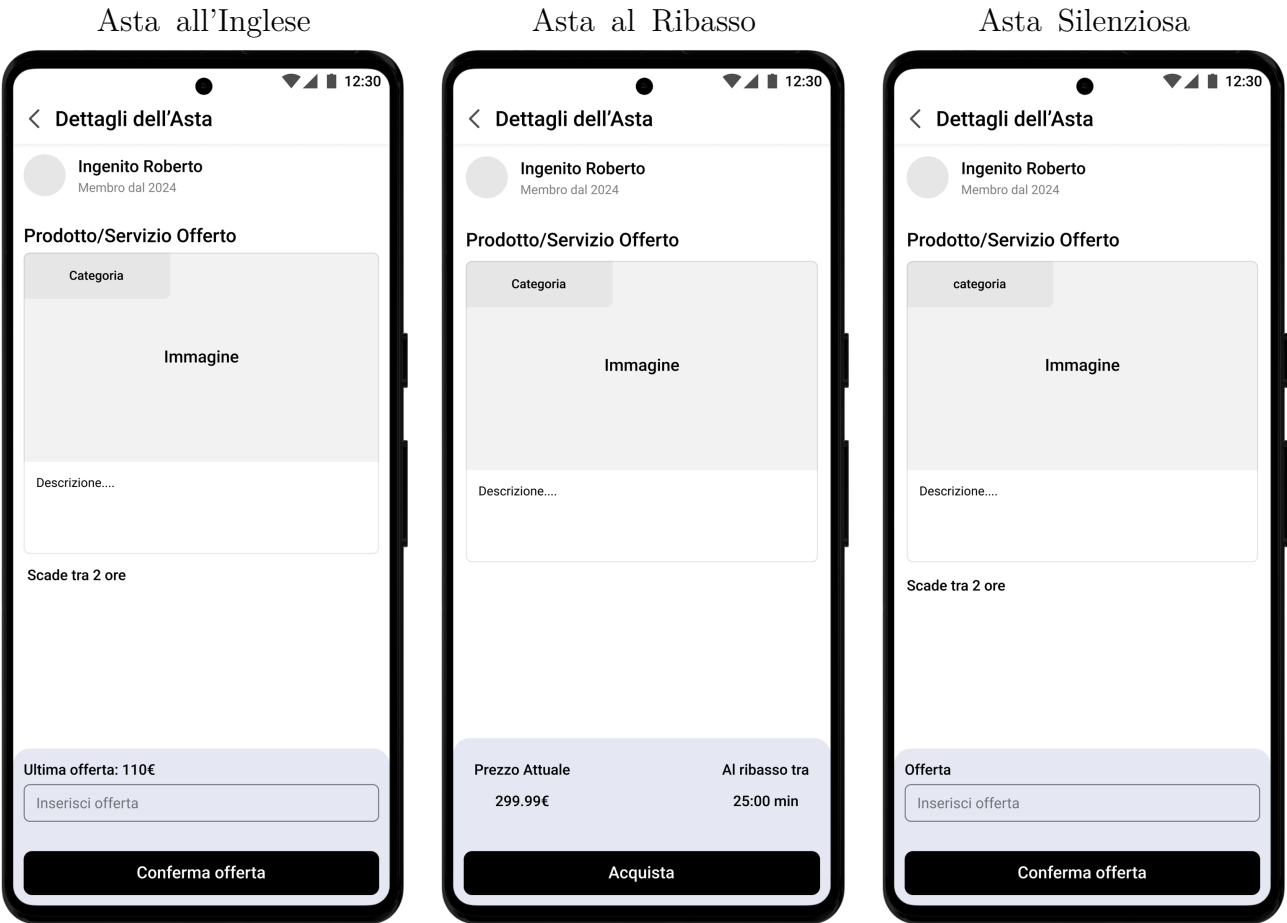 Asta all'Inglese
12:30
Dettagli dell'Asta
Ingenito Roberto
Membro dal 2024
Prodotto/Servizio Offerto
Categoria
Immagine
Descrizione....
Scade tra 2 ore
Ultima offerta: 110€
Inserisci offerta
Conferma offerta
Asta al Ribasso
12:30
Dettagli dell'Asta
Ingenito Roberto
Membro dal 2024
Prodotto/Servizio Offerto
Categoria
Immagine
Descrizione....
Prezzo Attuale Al ribasso tra
299.99€ 25:00 min
Acquista
Asta Silenziosa
12:30
Dettagli dell'Asta
Ingenito Roberto
Membro dal 2024
Prodotto/Servizio Offerto
categoria
Immagine
Descrizione....
Scade tra 2 ore
Offerta
Inserisci offerta
Conferma offerta